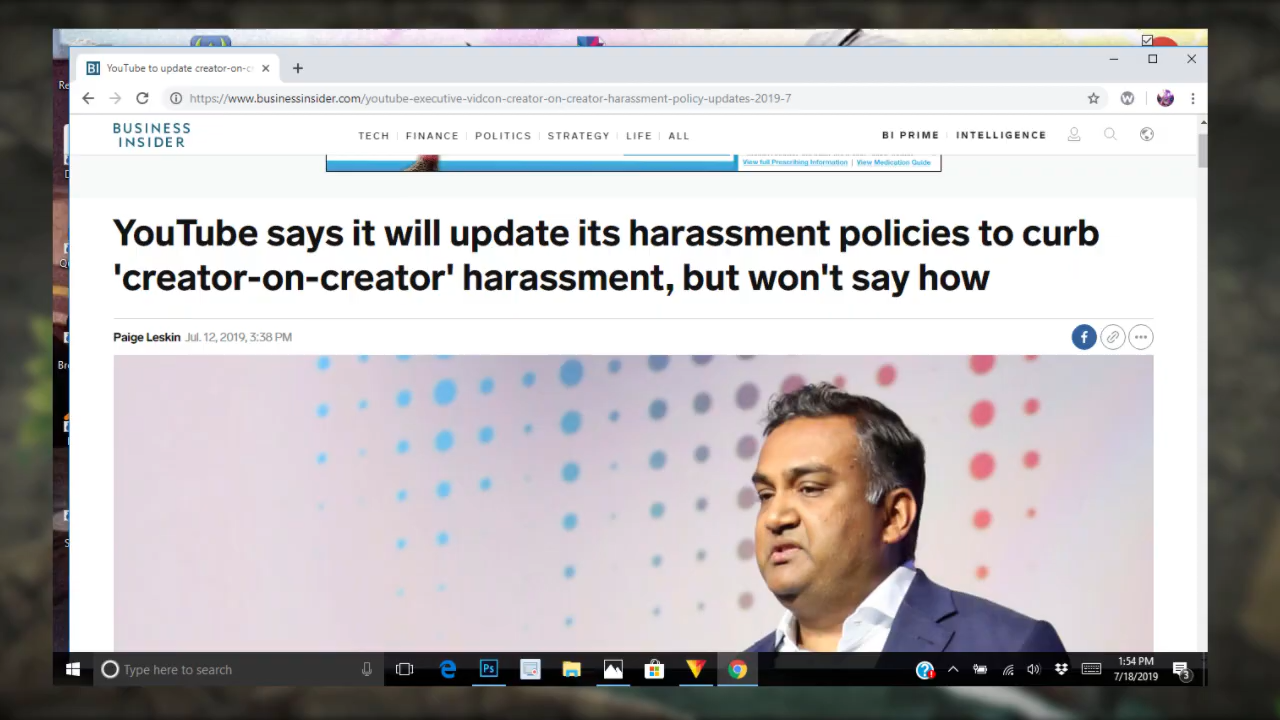 YouTube to update creator-on-c
https://www.businessinsider.com/youtube-executive-vidcon-creator-on-creator-harassment-policy-updates-2019-7
BUSINESS
INSIDER
TECH FINANCE POLITICS STRATEGY LIFE ALL
BI PRIME INTELLIGENCE
View full Prescribing Information | View Medication Guide
YouTube says it will update its harassment policies to curb
'creator-on-creator' harassment, but won't say how
Paige Leskin Jul. 12, 2019, 3:38 PM
Type here to search
1:54 PM
7/18/2019
3